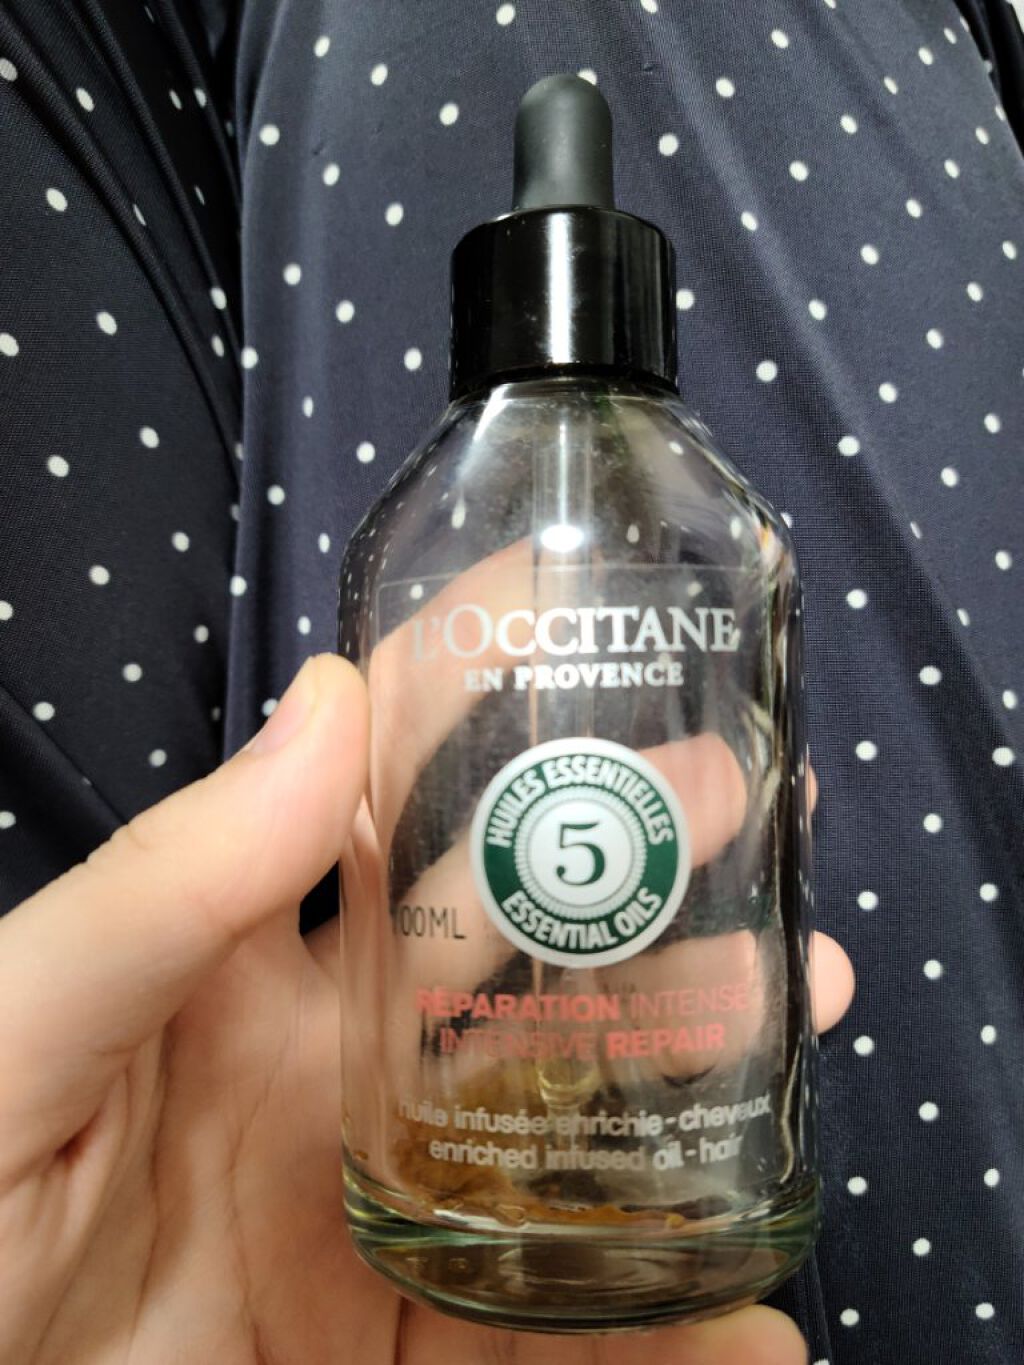 L'OCCITANE
EN PROVENCE
HUILES ESSENTIELLES
5
ESSENTIAL OILS
100ML
RÉPARATION INTENSE
INTENSIVE REPAIR
huile infusée enrichie - cheveux
enriched infused oil - hair